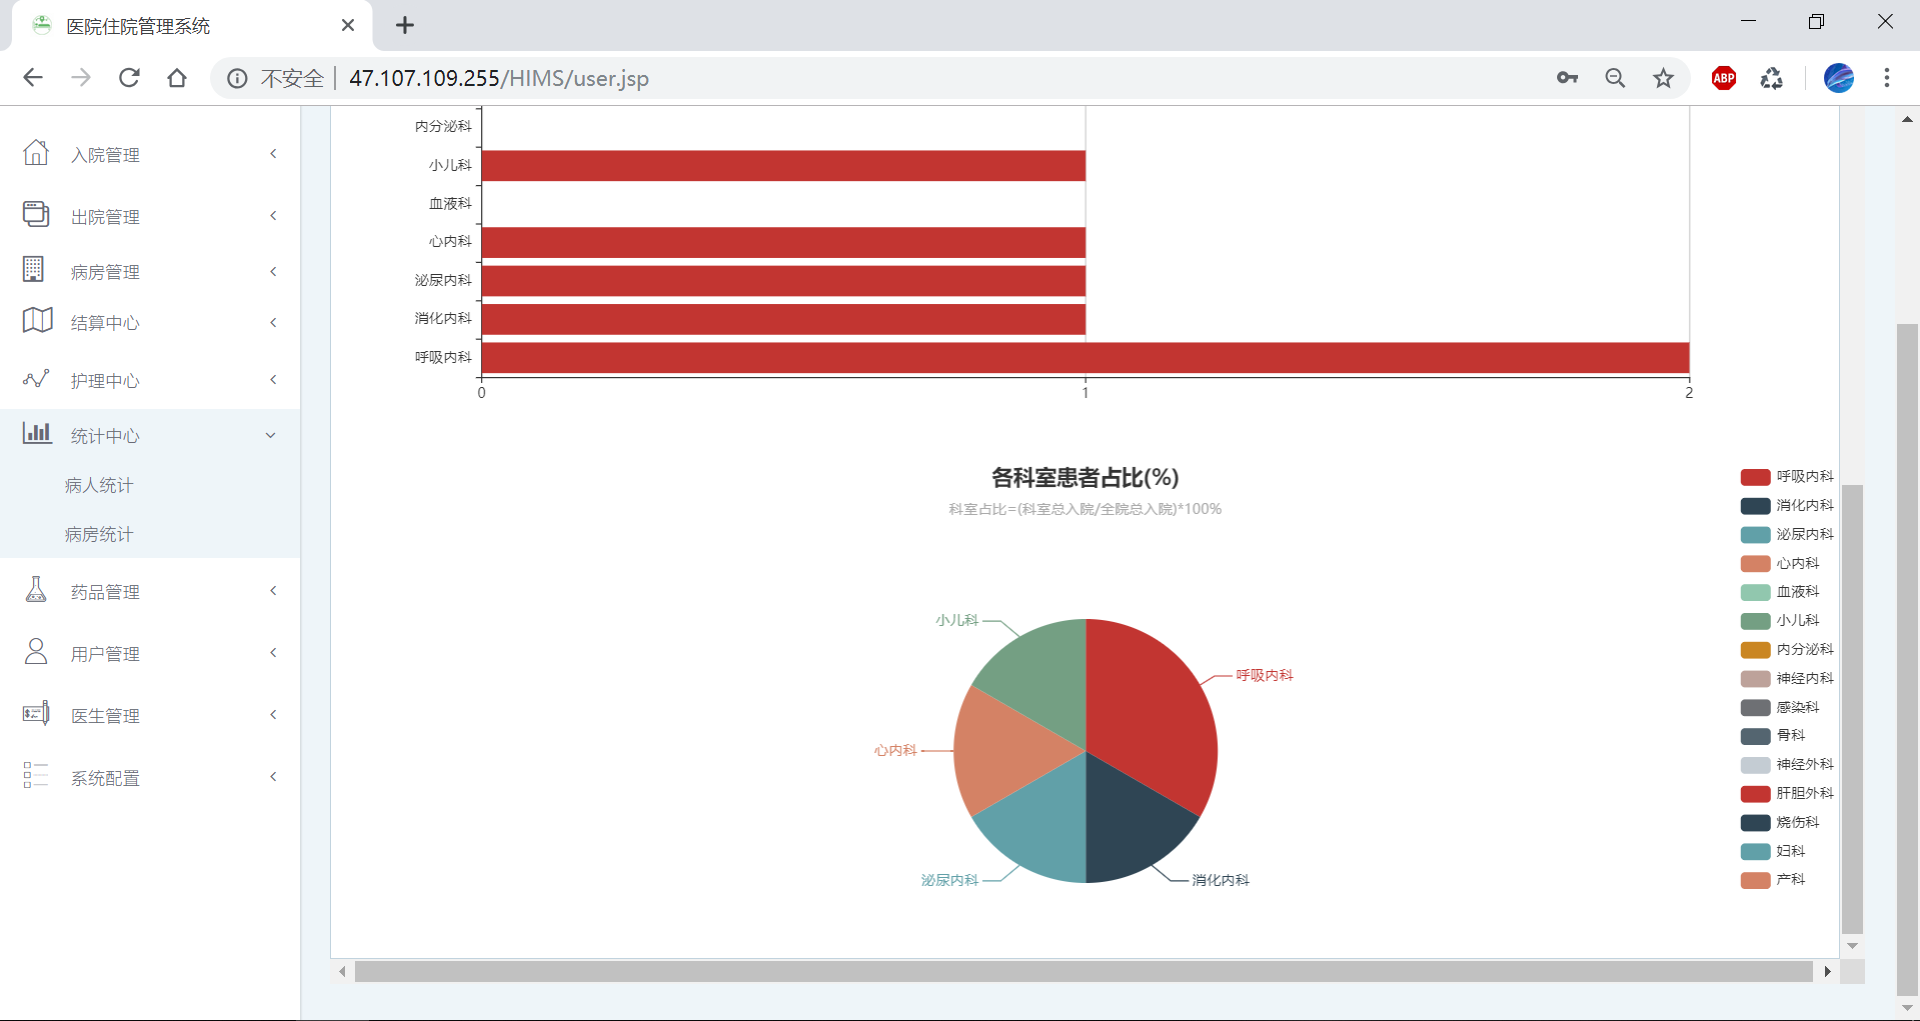 医院住院管理系统
不安全 47.107.109.255/HIMS/user.jsp
ABP
入院管理
出院管理
病房管理
结算中心
护理中心
统计中心
病人统计
病房统计
药品管理
用户管理
医生管理
系统配置
内分泌科
小儿科
血液科
心内科
泌尿内科
消化内科
呼吸内科
0 1 2
各科室患者占比(%)
科室占比=(科室总入院/全院总入院)*100%
小儿科
呼吸内科
心内科
泌尿内科
消化内科
呼吸内科
消化内科
泌尿内科
心内科
血液科
小儿科
内分泌科
神经内科
感染科
骨科
神经外科
肝胆外科
烧伤科
妇科
产科